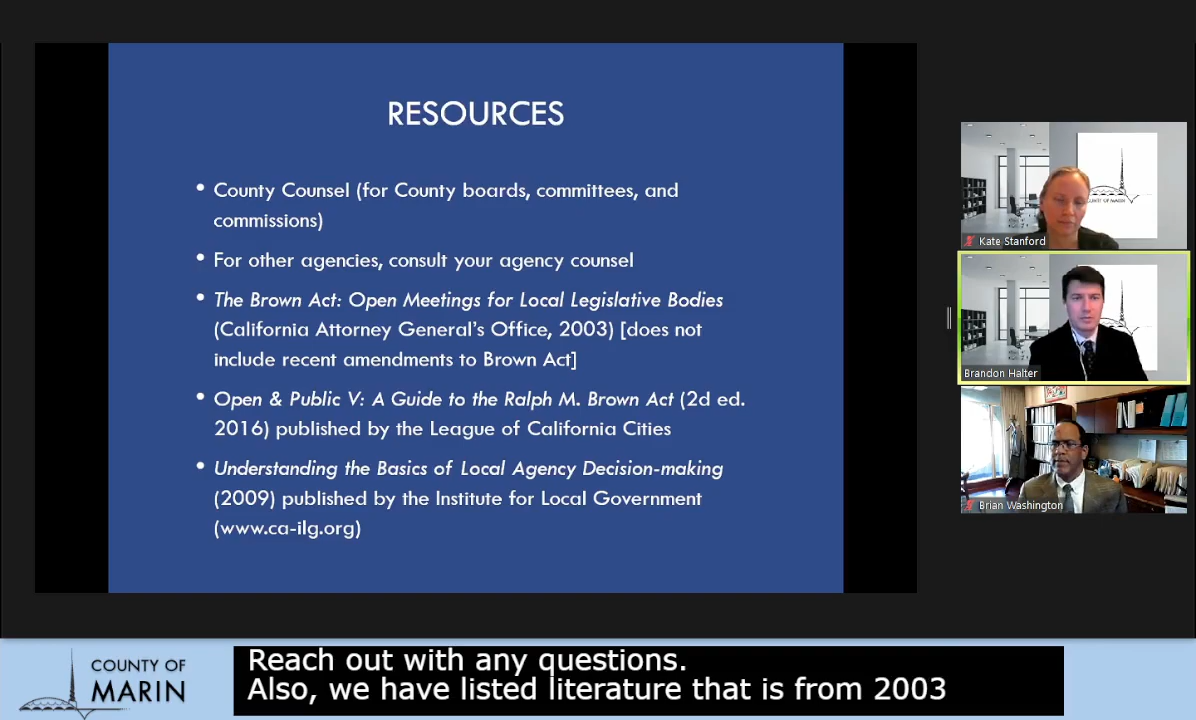 RESOURCES
• County Counsel (for County boards, committees, and
commissions)
• For other agencies, consult your agency counsel
• The Brown Act: Open Meetings for Local Legislative Bodies
(California Attorney General's Office, 2003) [does not
include recent amendments to Brown Act]
• Open & Public V: A Guide to the Ralph M. Brown Act (2d ed.
2016) published by the League of California Cities
• Understanding the Basics of Local Agency Decision-making
(2009) published by the Institute for Local Government
(www.ca-ilg.org)
COUNTY OF MARIN
Kate Stanford
Brandon Halter
Brian Washington
COUNTY OF
MARIN
Reach out with any questions.
Also, we have listed literature that is from 2003